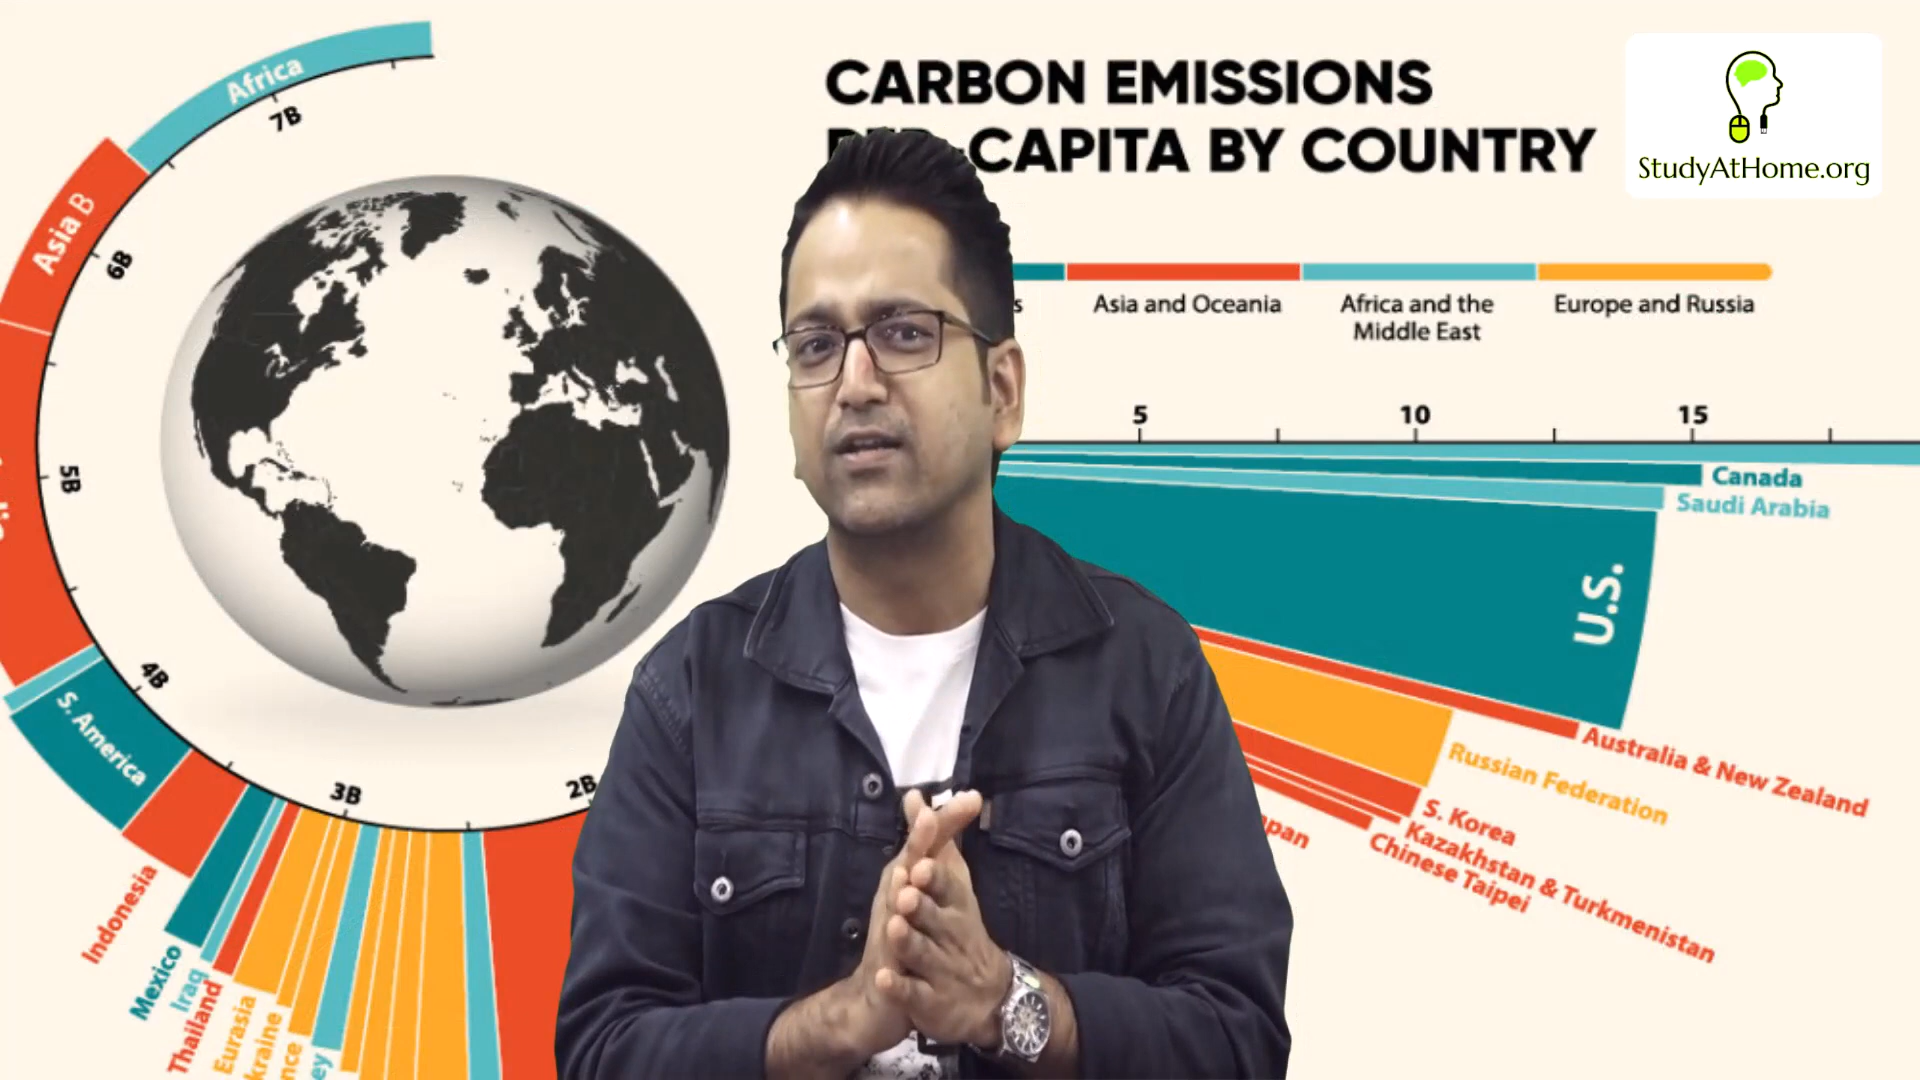 CARBON EMISSIONS
-CAPITA BY COUNTRY
StudyAtHome.org
Africa
7B
Asia B
6B
5B
4B
S. America
3B
2B
Asia and Oceania
Africa and the
Middle East
Europe and Russia
5
10
15
Canada
Saudi Arabia
U.S.
Australia & New Zealand
Russian Federation
S. Korea
Kazakhstan & Turkmenistan
Chinese Taipei
Indonesia
Mexico
Iraq
Thailand
Eurasia